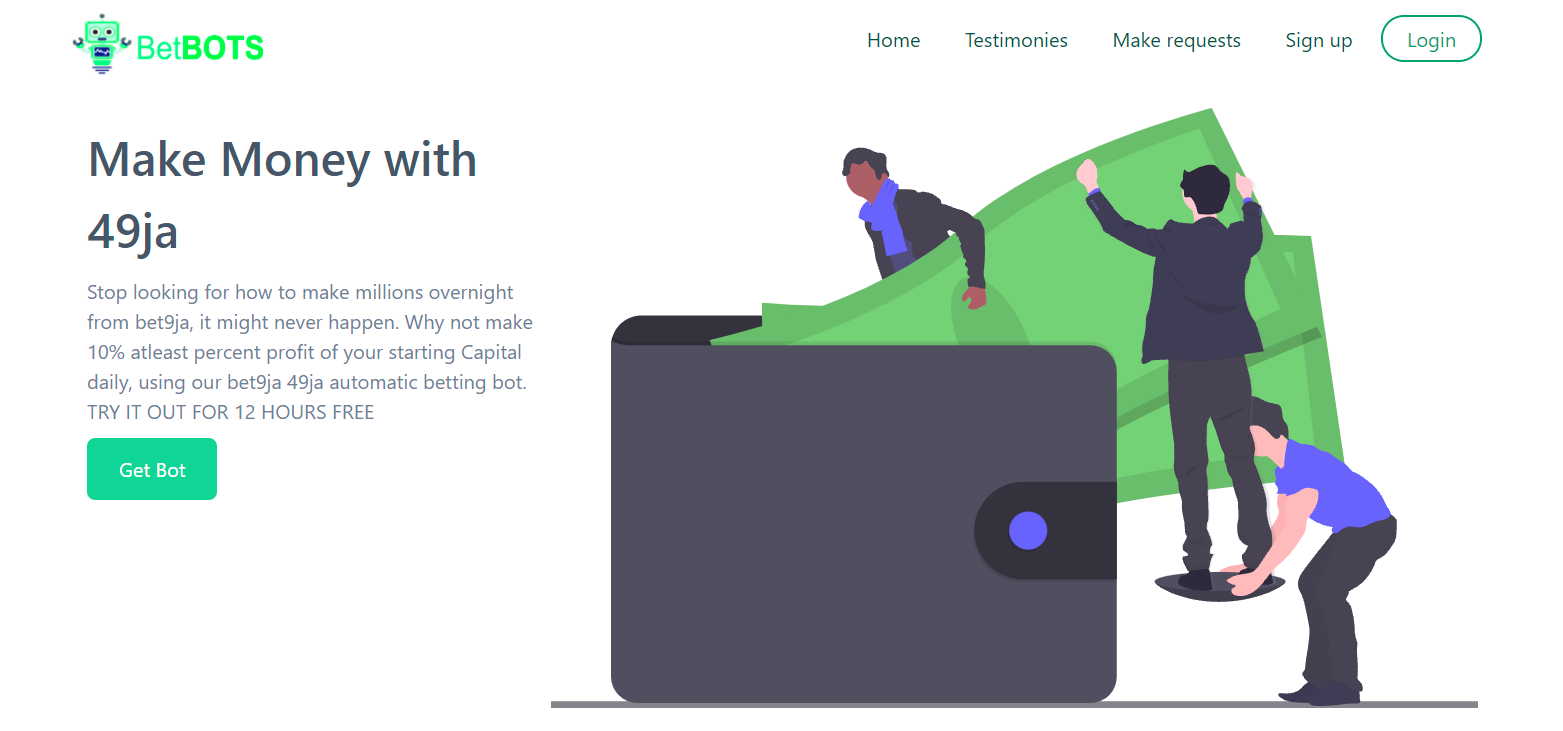 BetBOTS
Home
Testimonies
Make requests
Sign up
Login
Make Money with
49ja
Stop looking for how to make millions overnight
from bet9ja, it might never happen. Why not make
10% atleast percent profit of your starting Capital
daily, using our bet9ja 49ja automatic betting bot.
TRY IT OUT FOR 12 HOURS FREE
Get Bot